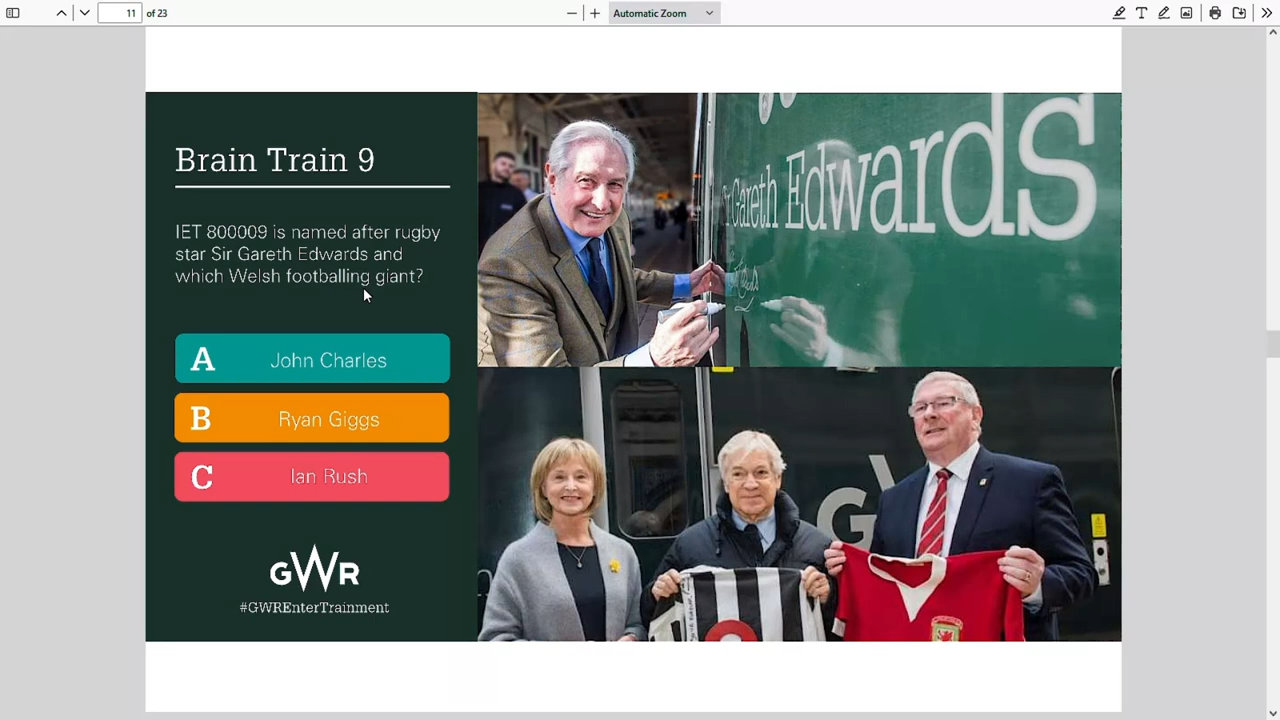 11 of 23
Automatic Zoom
Brain Train 9
IET 800009 is named after rugby
star Sir Gareth Edwards and
which Welsh footballing giant?
A John Charles
B Ryan Giggs
C Ian Rush
GWR
#GWREnterTrainment
Sir Gareth Edwards
G